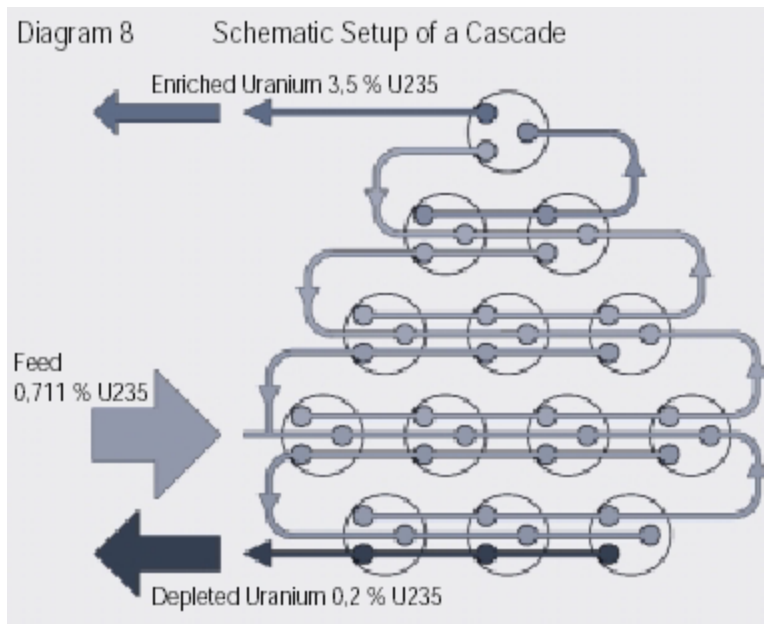 Diagram 8 Schematic Setup of a Cascade
Enriched Uranium 3,5 % U235
Feed
0,711 % U235
Depleted Uranium 0,2 % U235